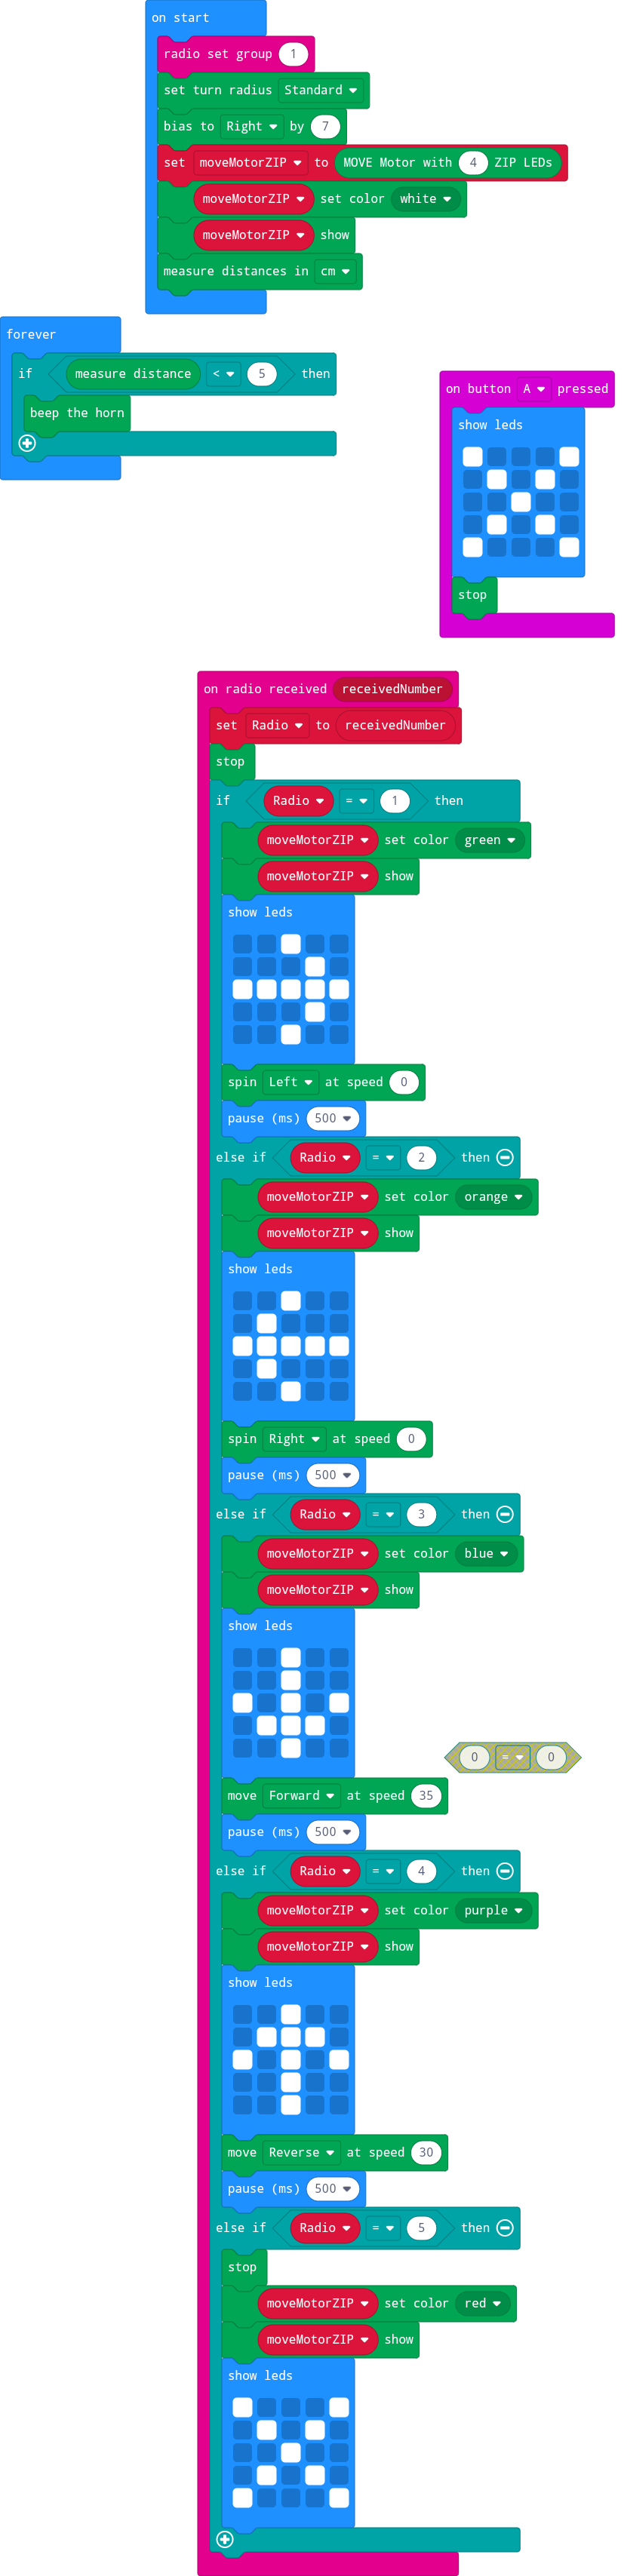 on start
radio set group 1
set turn radius Standard
bias to Right by 7
set moveMotorZIP to MOVE Motor with 4 ZIP LEDs
moveMotorZIP set color white
moveMotorZIP show
measure distances in cm
forever
if measure distance < 5 then
beep the horn
on button A pressed
show leds
stop
on radio received receivedNumber
set Radio to receivedNumber
stop
if Radio = 1 then
moveMotorZIP set color green
moveMotorZIP show
show leds
spin Left at speed 0
pause (ms) 500
else if Radio = 2 then
moveMotorZIP set color orange
moveMotorZIP show
show leds
spin Right at speed 0
pause (ms) 500
else if Radio = 3 then
moveMotorZIP set color blue
moveMotorZIP show
show leds
0 = 0
move Forward at speed 35
pause (ms) 500
else if Radio = 4 then
moveMotorZIP set color purple
moveMotorZIP show
show leds
move Reverse at speed 30
pause (ms) 500
else if Radio = 5 then
stop
moveMotorZIP set color red
moveMotorZIP show
show leds